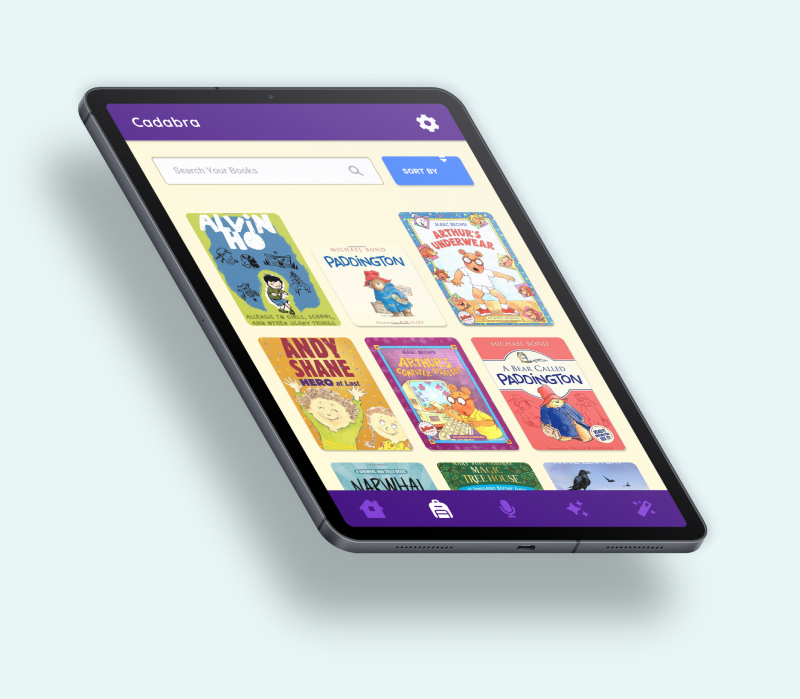 Cadabra
Search Your Books
SORT BY
ALVIN
HO
ALLERGIC TO GIRLS, SCHOOL,
AND OTHER SCARY THINGS
MICHAEL BOND
PADDINGTON
MARC BROWN
ARTHUR'S
UNDERWEAR
ANDY
SHANE
HERO at Last
MARC BROWN
ARTHUR'S
COMPUTER DISASTER
MICHAEL BOND
A BEAR CALLED
PADDINGTON
NARWHAL
MAGIC
TREEHOUSE